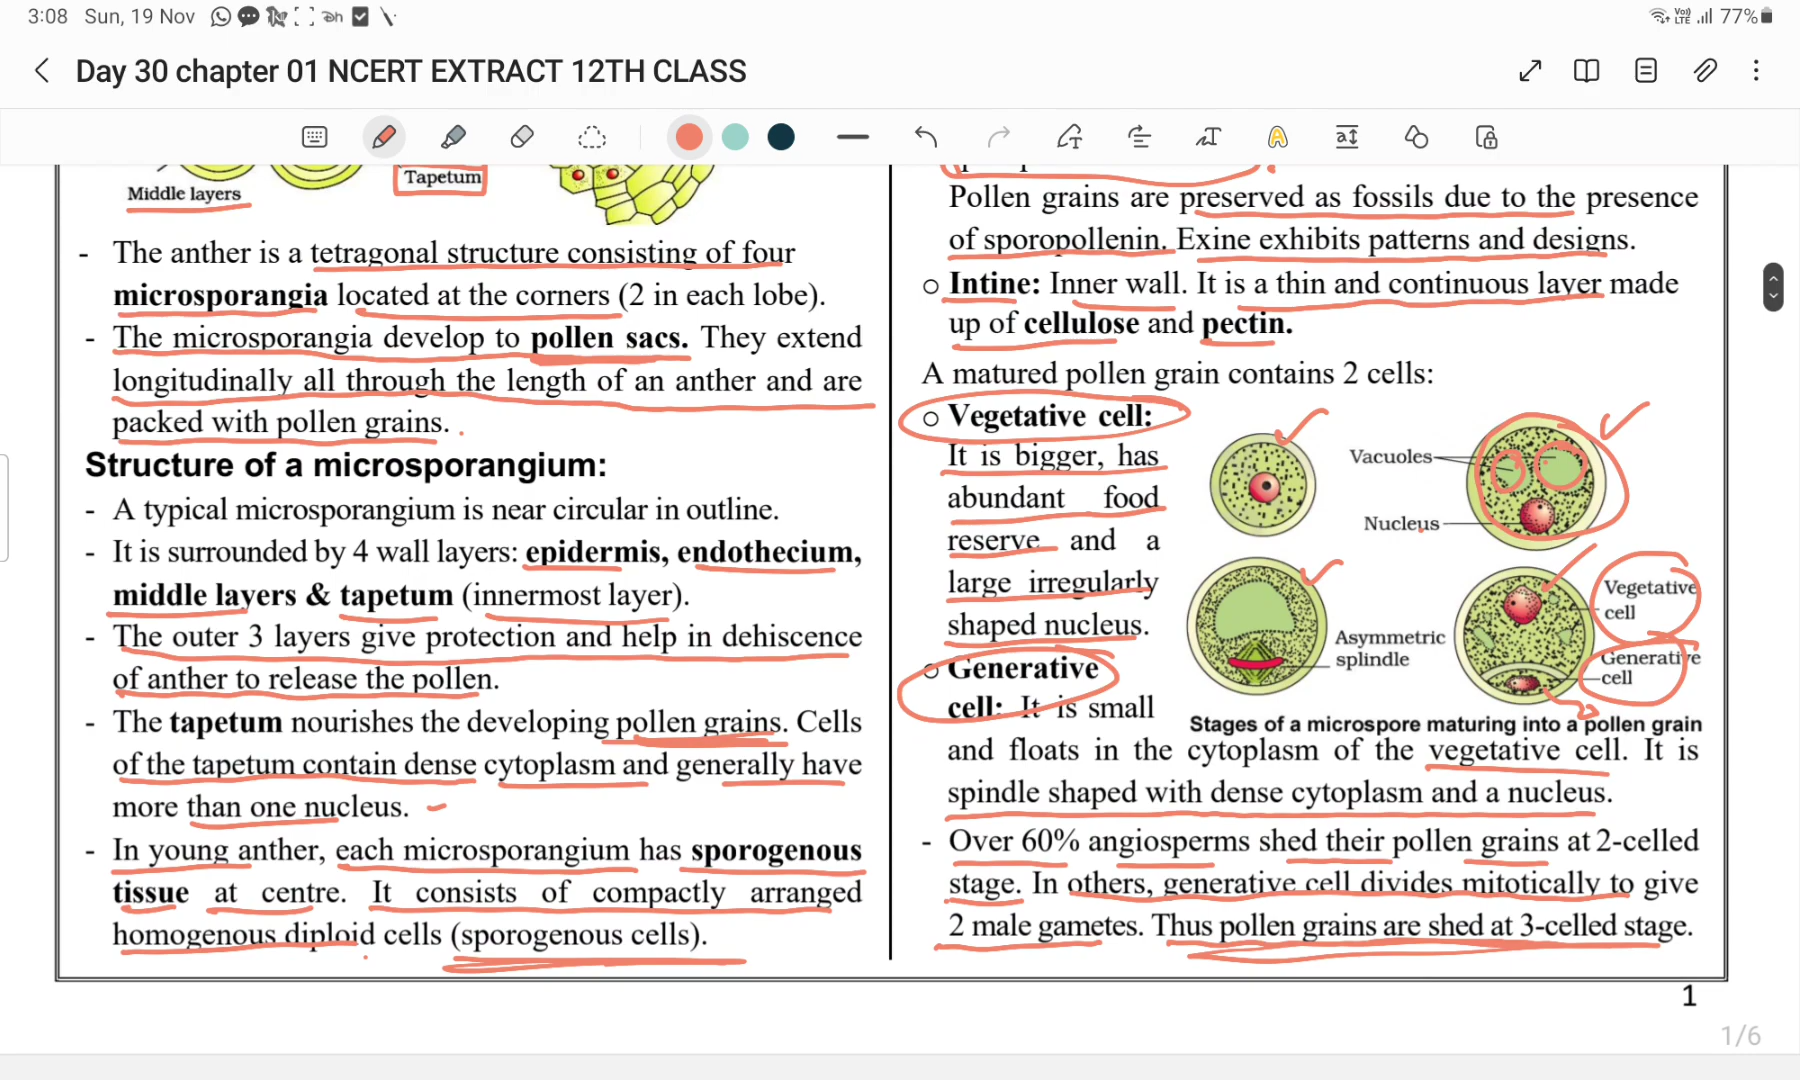 3:08 Sun, 19 Nov
77%
Day 30 chapter 01 NCERT EXTRACT 12TH CLASS
Middle layers
Tapetum
- The anther is a tetragonal structure consisting of four
microsporangia located at the corners (2 in each lobe).
- The microsporangia develop to pollen sacs. They extend
longitudinally all through the length of an anther and are
packed with pollen grains.
Structure of a microsporangium:
- A typical microsporangium is near circular in outline.
- It is surrounded by 4 wall layers: epidermis, endothecium,
middle layers & tapetum (innermost layer).
- The outer 3 layers give protection and help in dehiscence
of anther to release the pollen.
- The tapetum nourishes the developing pollen grains. Cells
of the tapetum contain dense cytoplasm and generally have
more than one nucleus.
- In young anther, each microsporangium has sporogenous
tissue at centre. It consists of compactly arranged
homogenous diploid cells (sporogenous cells).
Pollen grains are preserved as fossils due to the presence
of sporopollenin. Exine exhibits patterns and designs.
o Intine: Inner wall. It is a thin and continuous layer made
up of cellulose and pectin.
A matured pollen grain contains 2 cells:
o Vegetative cell:
It is bigger, has
abundant food
reserve and a
large irregularly
shaped nucleus.
o Generative
cell: It is small
Vacuoles
Nucleus
Asymmetric
spindle
Vegetative
cell
Generative
cell
Stages of a microspore maturing into a pollen grain
and floats in the cytoplasm of the vegetative cell. It is
spindle shaped with dense cytoplasm and a nucleus.
- Over 60% angiosperms shed their pollen grains at 2-celled
stage. In others, generative cell divides mitotically to give
2 male gametes. Thus pollen grains are shed at 3-celled stage.
1
1/6